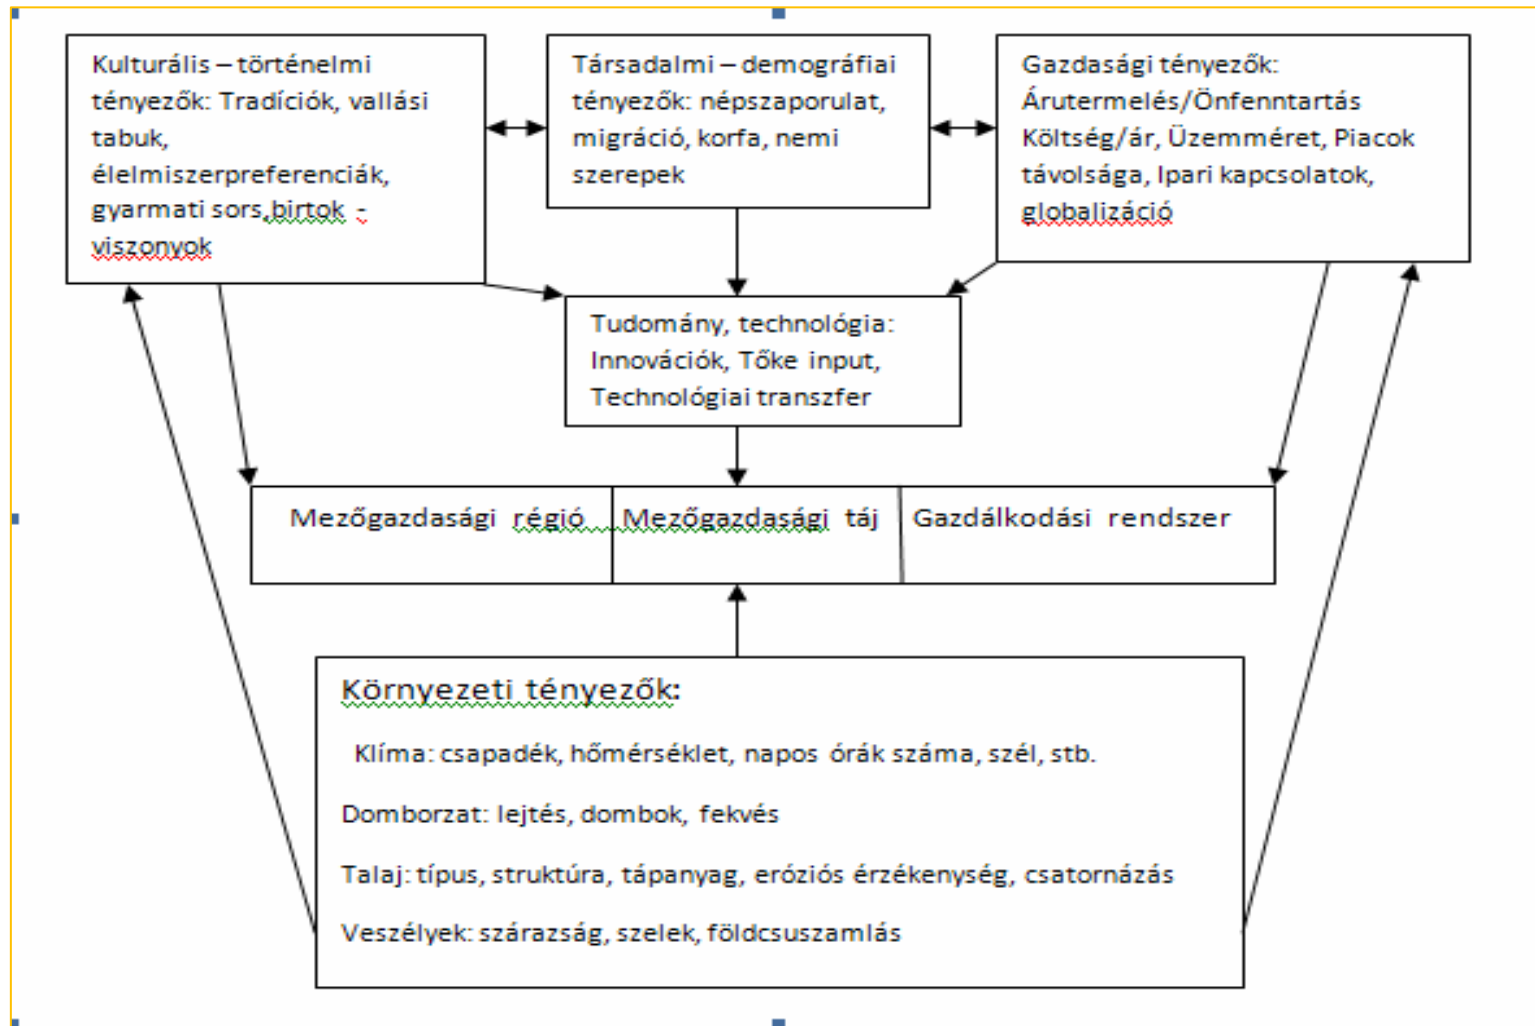 Kulturális – történelmi
tényezők: Tradíciók, vallási
tabuk,
élelmiszerpreferenciák,
gyarmati sors,birtok -
viszonyok
Társadalmi – demográfiai
tényezők: népszaporulat,
migráció, korfa, nemi
szerepek
Gazdasági tényezők:
Árutermelés/Önfenntartás
Költség/ár, Üzemméret, Piacok
távolsága, Ipari kapcsolatok,
globalizáció
Tudomány, technológia:
Innovációk, Tőke input,
Technológiai transzfer
Mezőgazdasági régió
Mezőgazdasági táj
Gazdálkodási rendszer
Környezeti tényezők:
Klíma: csapadék, hőmérséklet, napos órák száma, szél, stb.
Domborzat: lejtés, dombok, fekvés
Talaj: típus, struktúra, tápanyag, eróziós érzékenység, csatornázás
Veszélyek: szárazság, szelek, földcsuszamlás